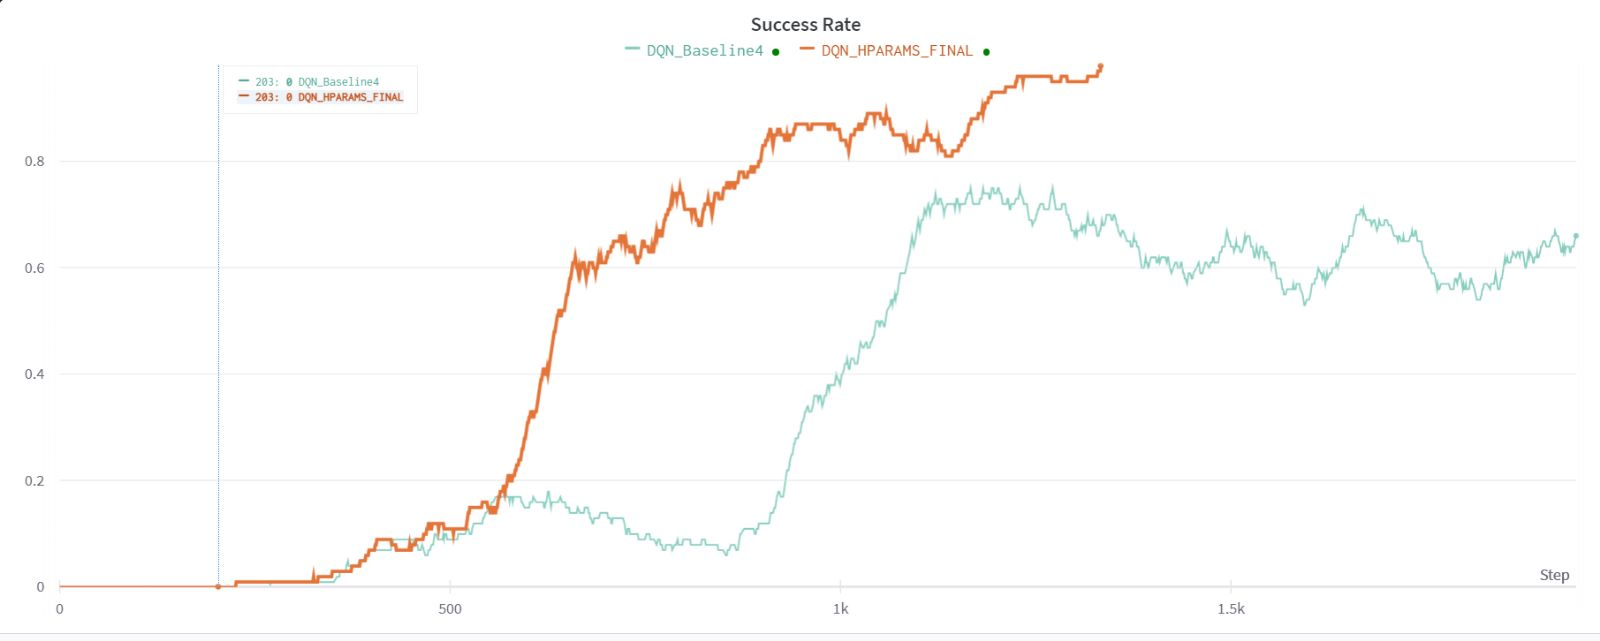 Success Rate
DQN_Baseline4 DQN_HPARAMS_FINAL
203: 0 DQN_Baseline4
203: 0 DQN_HPARAMS_FINAL
0.8
0.6
0.4
0.2
0
Step
0 500 1k 1.5k